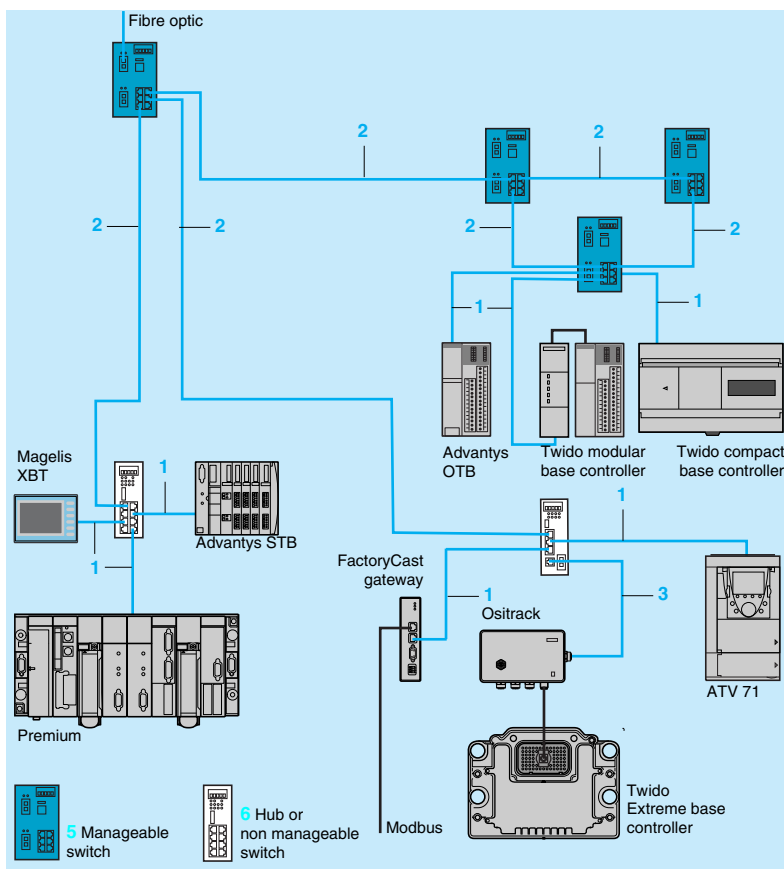 Fibre optic
2
2
2
2
2
2
1
1
Magelis
XBT
1
Advantys
OTB
Twido modular
base controller
Twido compact
base controller
1
Advantys STB
1
FactoryCast
gateway
1
Ositrack
3
ATV 71
Premium
Twido
Extreme base
controller
Modbus
5 Manageable
switch
6 Hub or
non manageable
switch